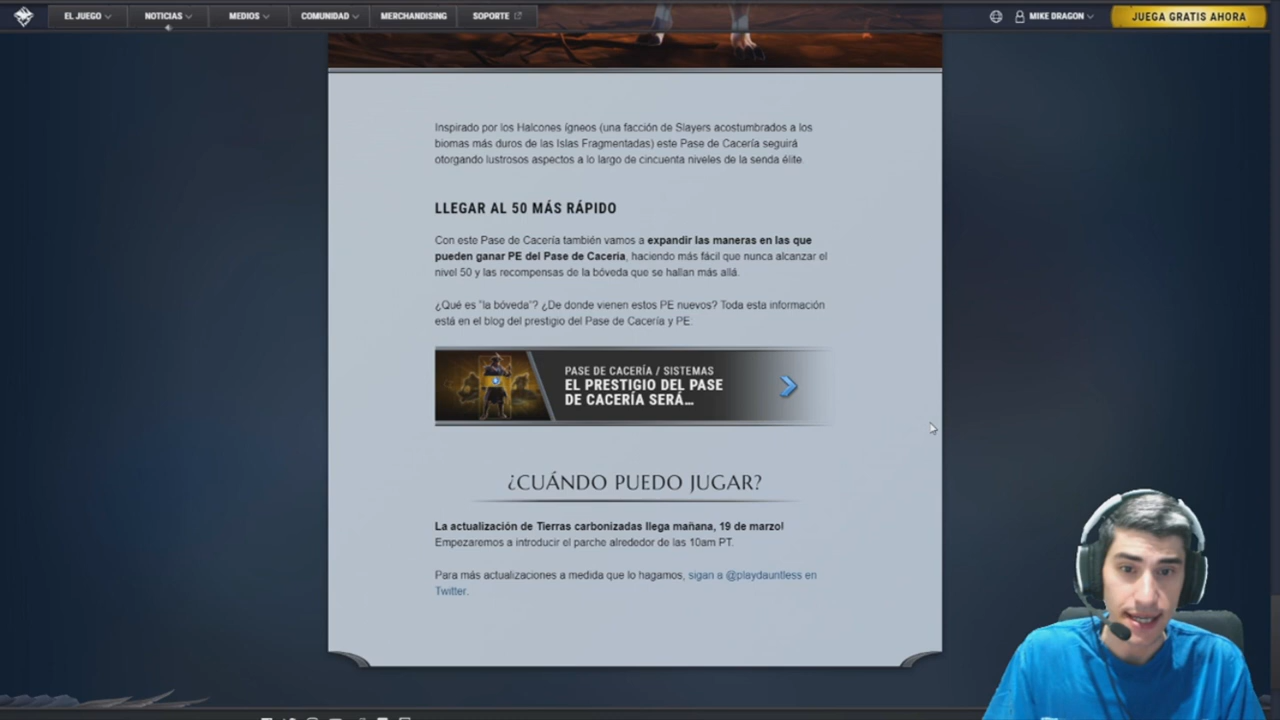 EL JUEGO
NOTICIAS
MEDIOS
COMUNIDAD
MERCHANDISING
SOPORTE
MIKE DRAGON
JUEGA GRATIS AHORA
Inspirado por los Halcones ígneos (una facción de Slayers acostumbrados a los
biomas más duros de las Islas Fragmentadas) este Pase de Cacería seguirá
otorgando lustrosos aspectos a lo largo de cincuenta niveles de la senda élite.
LLEGAR AL 50 MÁS RÁPIDO
Con este Pase de Cacería también vamos a expandir las maneras en las que
pueden ganar PE del Pase de Cacería, haciendo más fácil que nunca alcanzar el
nivel 50 y las recompensas de la bóveda que se hallan más allá.
¿Qué es "la bóveda"? ¿De donde vienen estos PE nuevos? Toda esta información
está en el blog del prestigio del Pase de Cacería y PE.
PASE DE CACERÍA / SISTEMAS
EL PRESTIGIO DEL PASE
DE CACERÍA SERÁ...
¿CUÁNDO PUEDO JUGAR?
La actualización de Tierras carbonizadas llega mañana, 19 de marzo!
Empezaremos a introducir el parche alrededor de las 10am PT.
Para más actualizaciones a medida que lo hagamos, sigan a @playdauntless en
Twitter.